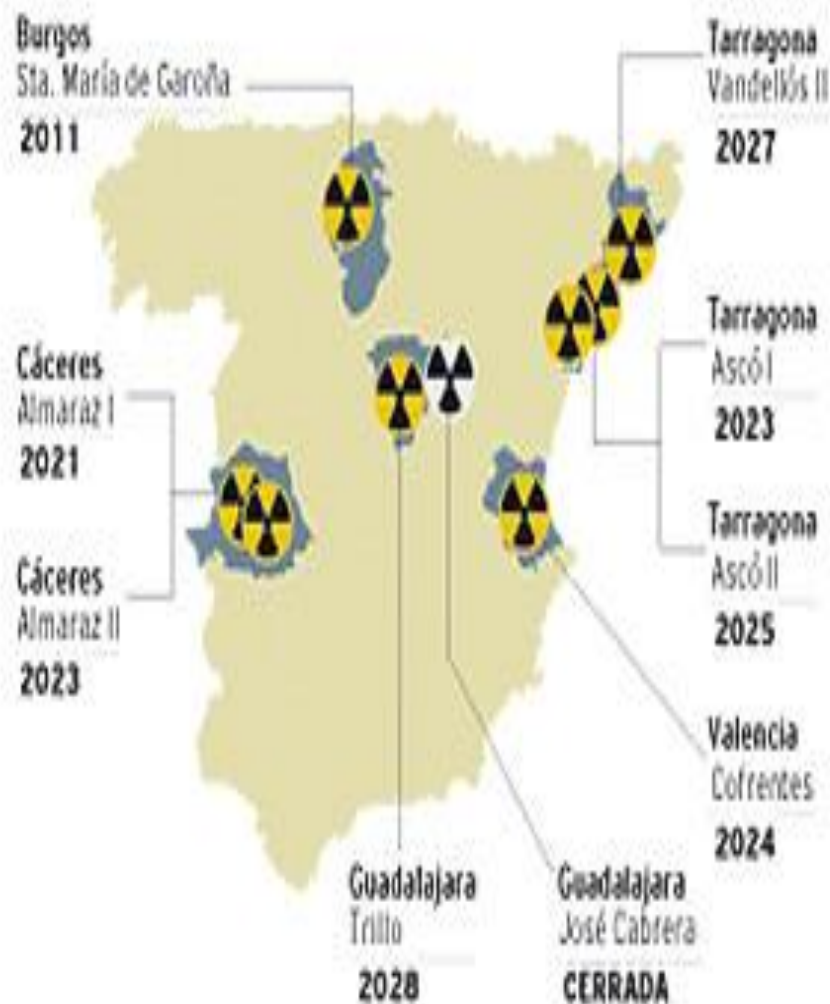 Burgos
Sta. María de Garoña
2011
Tarragona
Vandellós II
2027
Cáceres
Almaraz I
2021
Tarragona
Ascó I
2023
Cáceres
Almaraz II
2023
Tarragona
Ascó II
2025
Valencia
Cofrentes
2024
Guadalajara
Trillo
2028
Guadalajara
José Cabrera
CERRADA